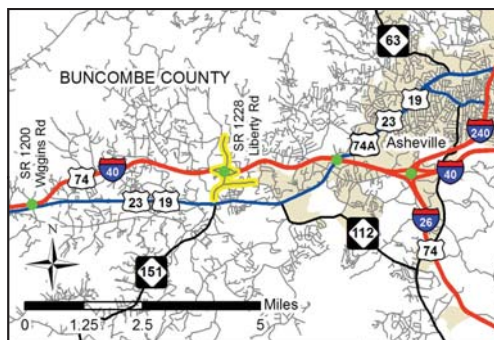 63
BUNCOMBE COUNTY
SR 1200
Wiggins Rd
SR 1228
Liberty Rd
19
23
74A
240
Asheville
74
40
40
23 19
26
N
112
74
151
Miles
0 1.25 2.5 5